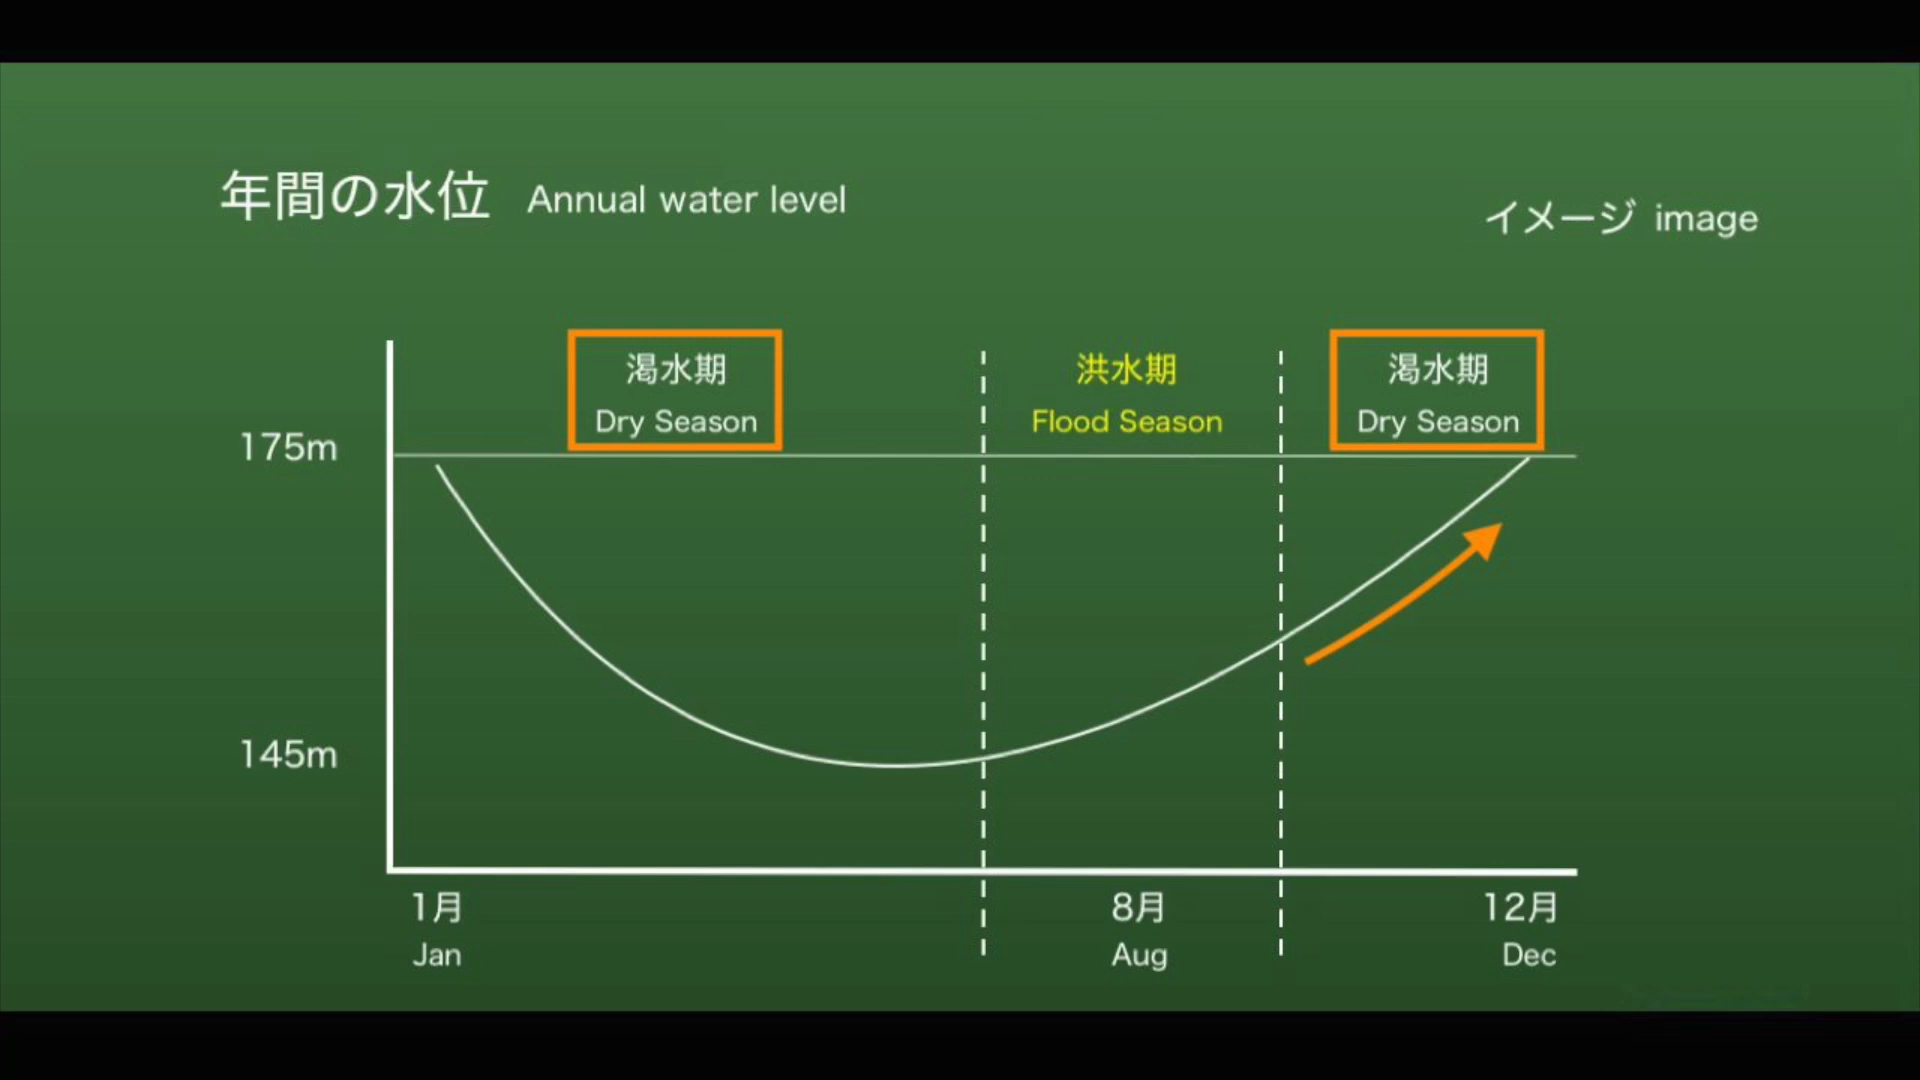 年間の水位 Annual water level
イメージ image
渇水期
Dry Season
洪水期
Flood Season
渇水期
Dry Season
175m
145m
1月
Jan
8月
Aug
12月
Dec